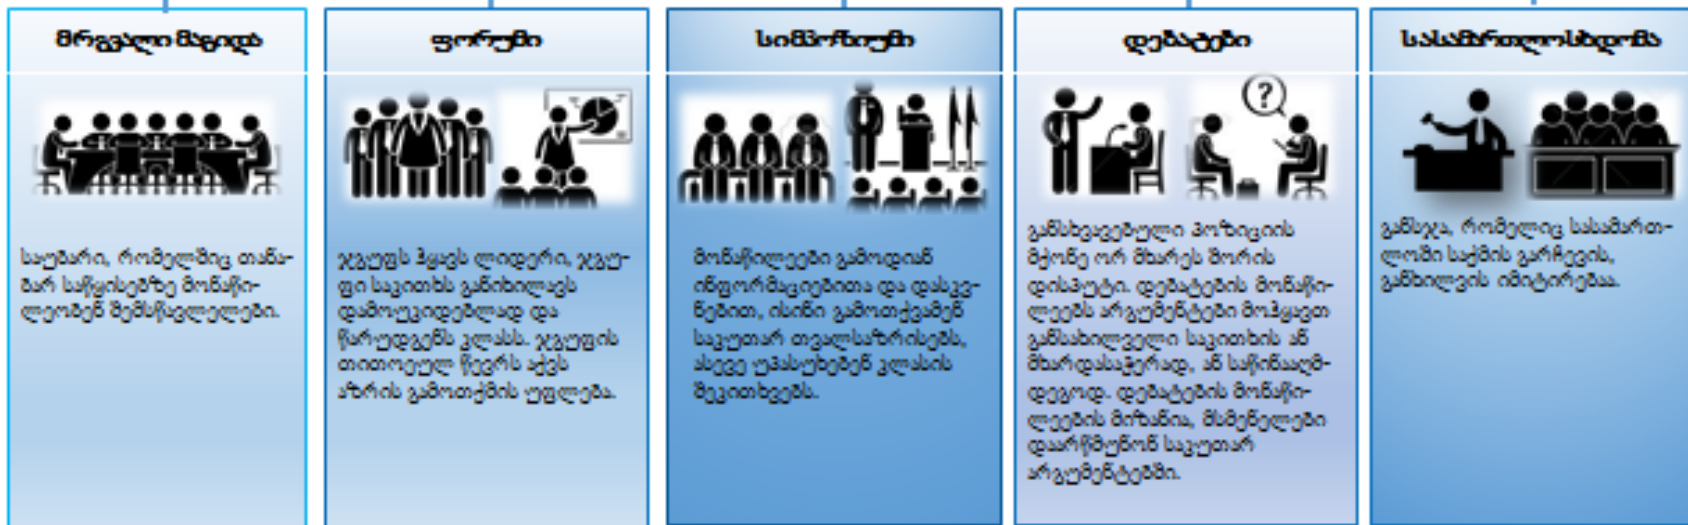 მრგვალი მაგიდა
საუბარი, რომელშიც თანა-
ბარ საწყისებზე მონაწი-
ლეობენ შემსწავლელები.
ფორუმი
ჯგუფს ჰყავს ლიდერი, ჯგუ-
ფი საკითხს განიხილავს
დამოუკიდებლად და
წარუდგენს კლასს. ჯგუფის
თითოეულ წევრს აქვს
აზრის გამოთქმის უფლება.
სიმპოზიუმი
მონაწილეები გამოდიან
ინფორმაციებითა და დასკვ-
ნებით, ისინი გამოთქვამენ
საკუთარ თვალსაზრისებს,
ასევე უპასუხებენ კლასის
შეკითხვებს.
დებატები
?
განსხვავებული პოზიციის
მქონე ორ მხარეს შორის
დისპუტი. დებატების მონაწი-
ლეებს არგუმენტები მოჰყავთ
განსახილველი საკითხის ან
მხარდასაჭერად, ან საწინააღმ-
დეგოდ. დებატების მონაწი-
ლეების მიზანია, მსმენელები
დაარწმუნონ საკუთარ
არგუმენტებში.
სასამართლო სხდომა
განსჯა, რომელიც სასამართ-
ლოში საქმის გარჩევის,
განხილვის იმიტირებაა.